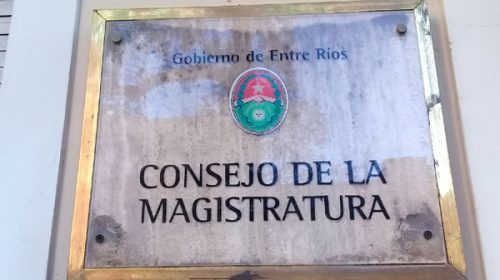 Gobierno de Entre Ríos
CONSEJO DE LA
MAGISTRATURA